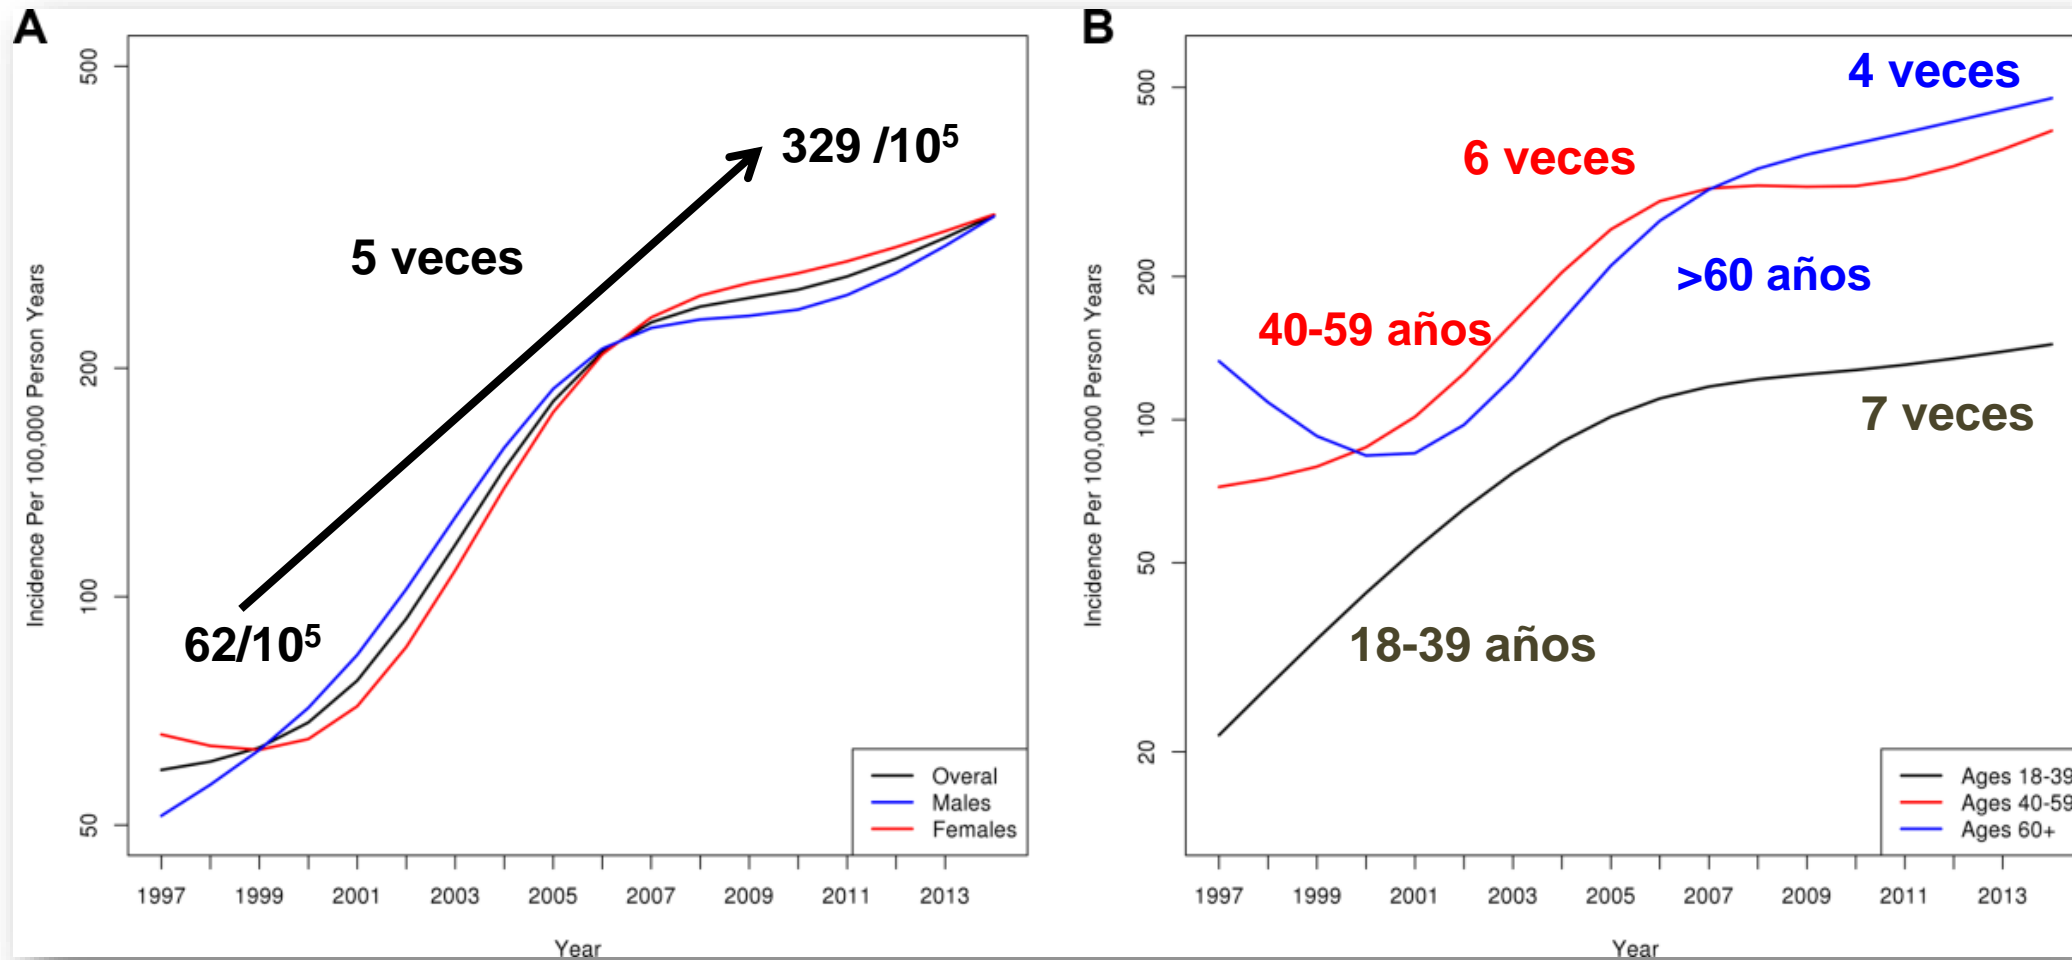 A
500
200
100
50
Incidence Per 100,000 Person Years
329 /10⁵
5 veces
62/10⁵
Overal
Males
Females
1997 1999 2001 2003 2005 2007 2009 2011 2013
Year
B
500
200
100
50
20
Incidence Per 100,000 Person Years
4 veces
6 veces
>60 años
40-59 años
7 veces
18-39 años
Ages 18-39
Ages 40-59
Ages 60+
1997 1999 2001 2003 2005 2007 2009 2011 2013
Year